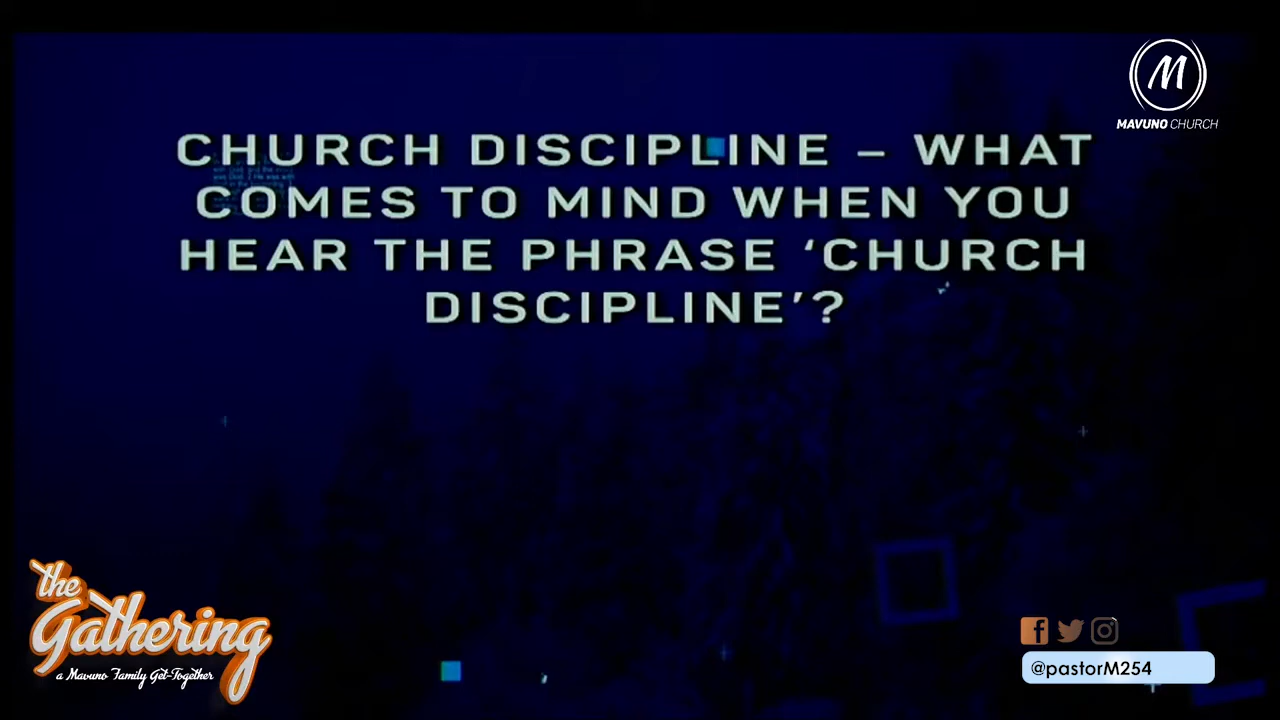 MAVUNO CHURCH
CHURCH DISCIPLINE – WHAT
COMES TO MIND WHEN YOU
HEAR THE PHRASE ‘CHURCH
DISCIPLINE’?
the
Gathering
a Mavuno Family Get-Together
@pastorM254